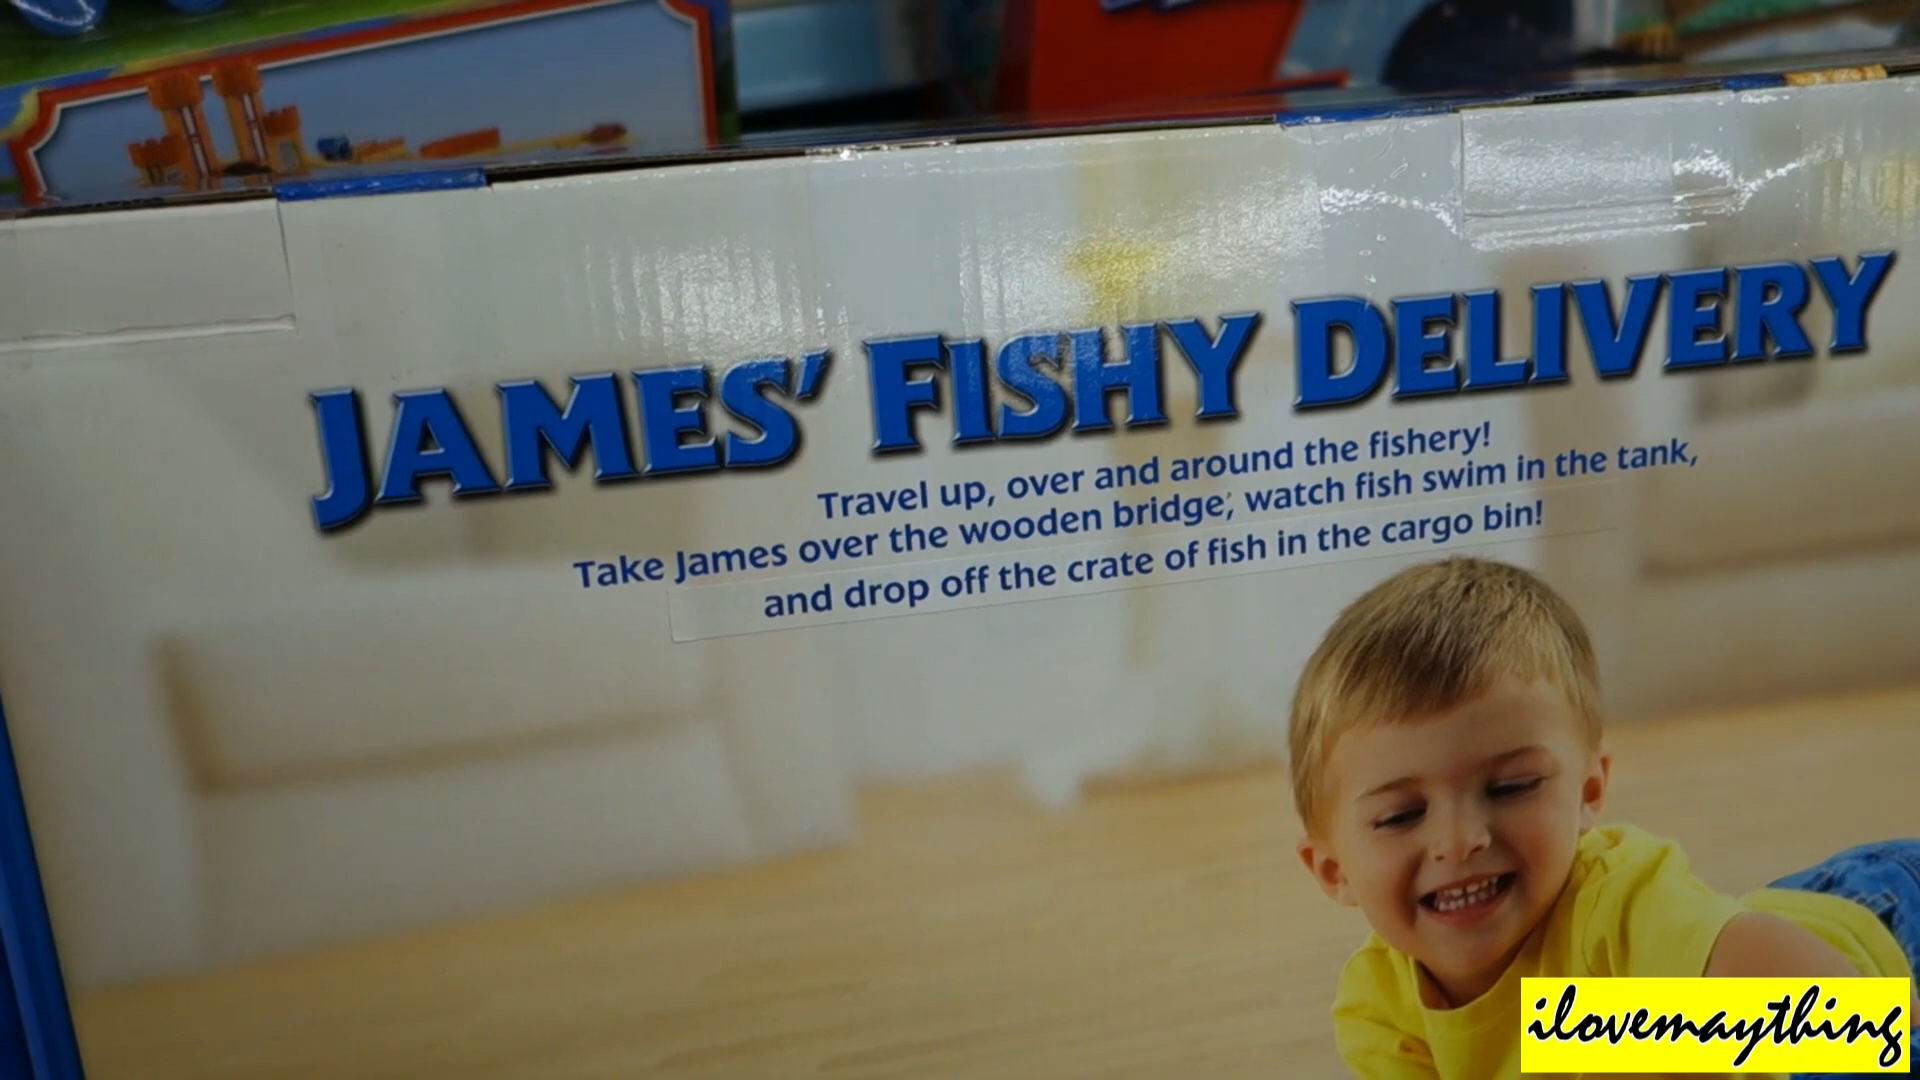 JAMES' FISHY DELIVERY
Travel up, over and around the fishery!
Take James over the wooden bridge, watch fish swim in the tank,
and drop off the crate of fish in the cargo bin!
ilovemaything